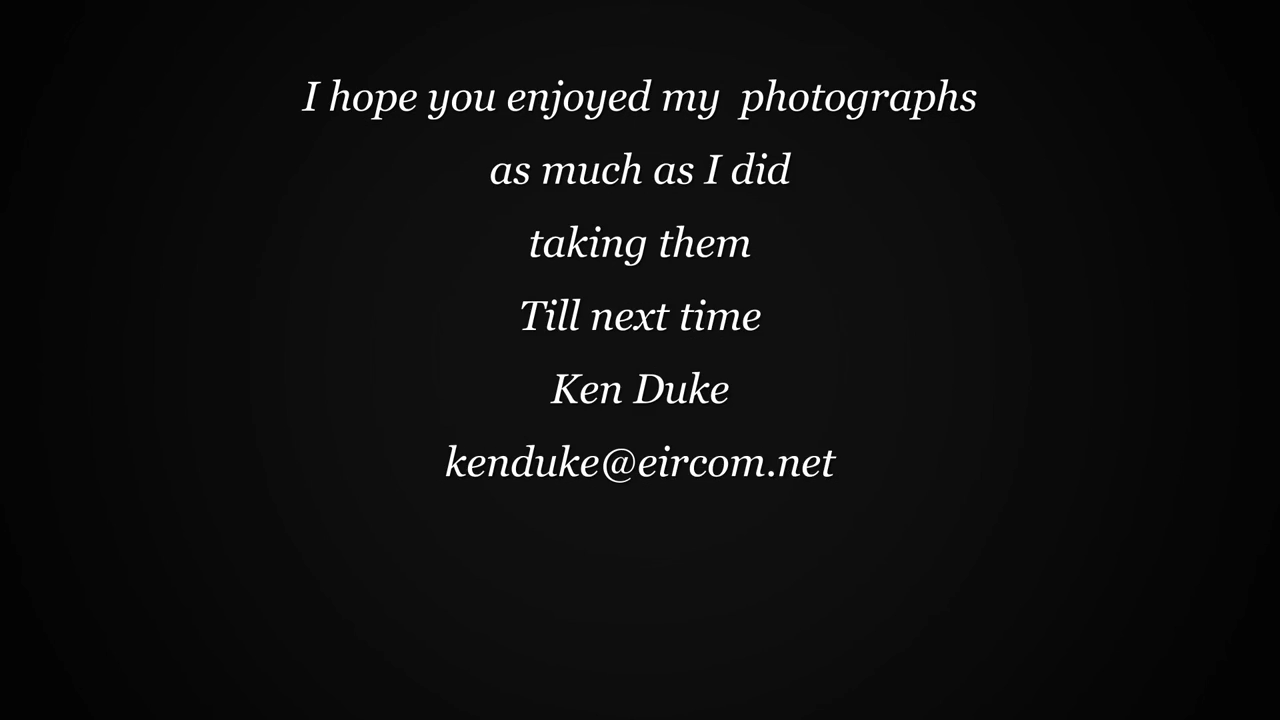 I hope you enjoyed my  photographs
as much as I did
taking them
Till next time
Ken Duke
kenduke@eircom.net